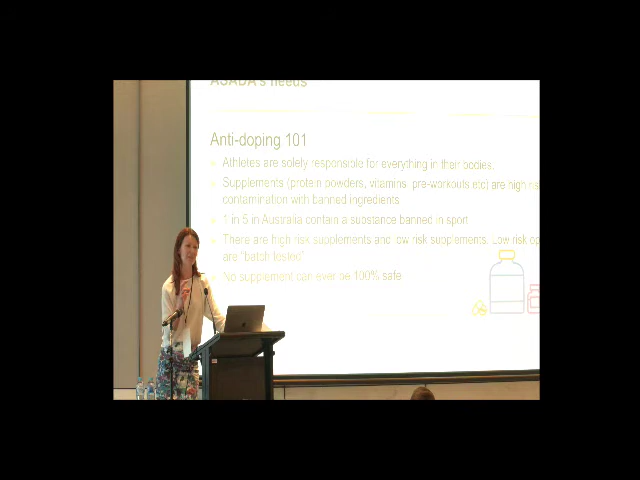 ASADA's needs
Anti-doping 101
Athletes are solely responsible for everything in their bodies.
Supplements (protein powders, vitamins, pre-workouts etc) are high ris
contamination with banned ingredients
1 in 5 in Australia contain a substance banned in sport
There are high risk supplements and low risk supplements. Low risk op
are "batch tested"
No supplement can ever be 100% safe